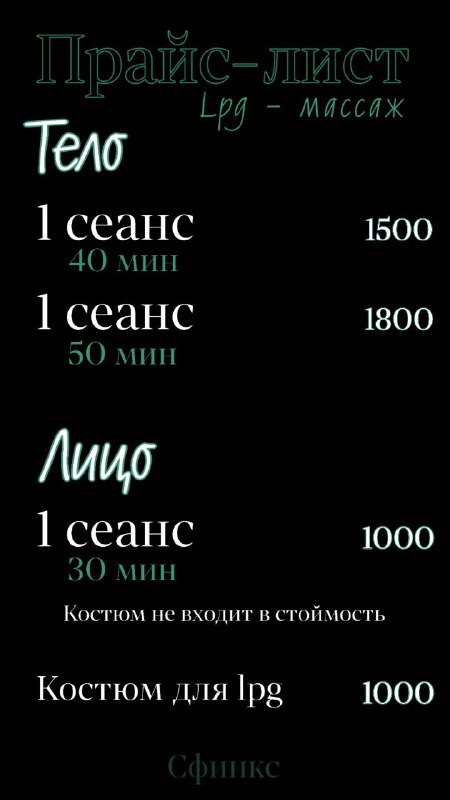 Прайс-лист
Lpg - массаж
Тело
1 сеанс 1500
40 мин
1 сеанс 1800
50 мин
Лицо
1 сеанс 1000
30 мин
Костюм не входит в стоймость
Костюм для lpg 1000
Сфинкс